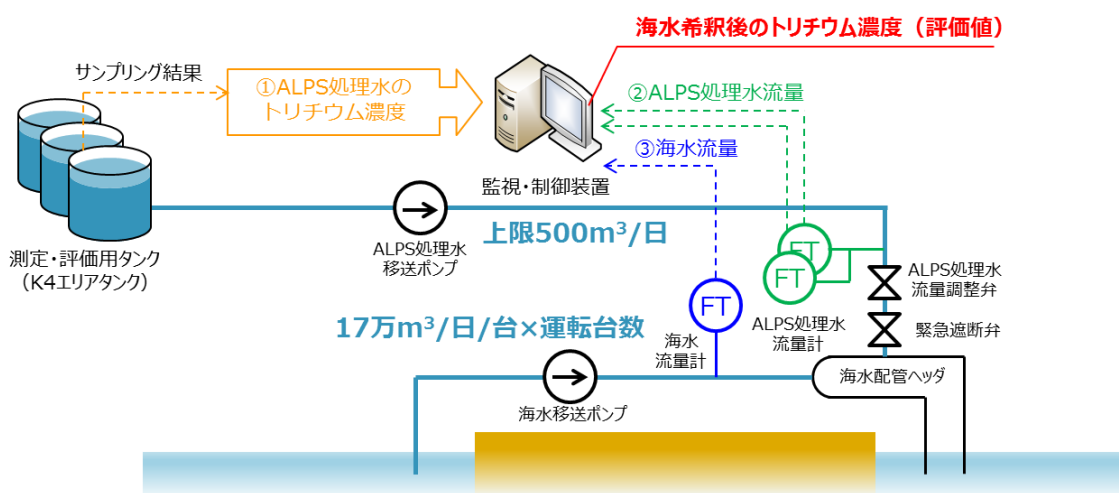 海水希釈後のトリチウム濃度（評価値）
サンプリング結果
①ALPS処理水の
トリチウム濃度
②ALPS処理水流量
③海水流量
監視・制御装置
上限500m³/日
ALPS処理水
移送ポンプ
測定・評価用タンク
（K4エリアタンク）
FT
FT
ALPS処理水
流量調整弁
FT
ALPS処理水
流量計
緊急遮断弁
17万m³/日/台×運転台数
海水
流量計
海水配管ヘッダ
海水移送ポンプ